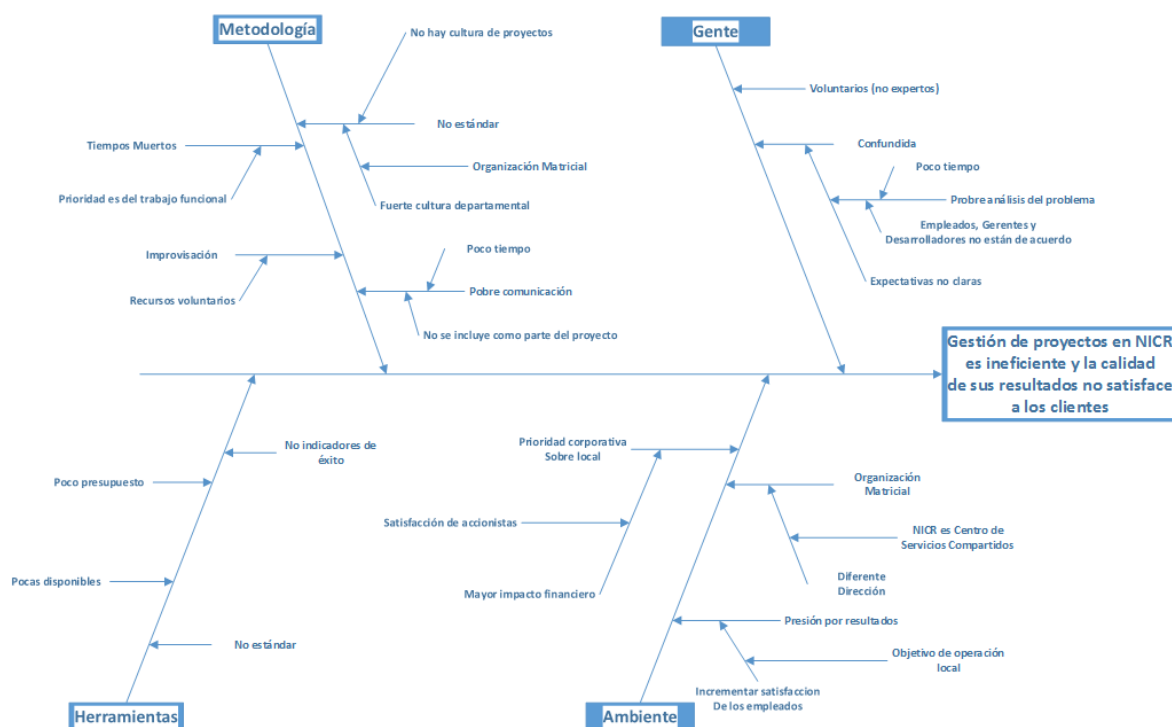 Metodología
No hay cultura de proyectos
No estándar
Tiempos Muertos
Organización Matricial
Prioridad es del trabajo funcional
Fuerte cultura departamental
Poco tiempo
Improvisación
Pobre comunicación
Recursos voluntarios
No se incluye como parte del proyecto
Gente
Voluntarios (no expertos)
Confundida
Poco tiempo
Probre análisis del problema
Empleados, Gerentes y
Desarrolladores no están de acuerdo
Expectativas no claras
Gestión de proyectos en NICR
es ineficiente y la calidad
de sus resultados no satisface
a los clientes
No indicadores de
éxito
Poco presupuesto
Pocas disponibles
No estándar
Herramientas
Prioridad corporativa
Sobre local
Organización
Matricial
Satisfacción de accionistas
NICR es Centro de
Servicios Compartidos
Mayor impacto financiero
Diferente
Dirección
Presión por resultados
Objetivo de operación
local
Incrementar satisfaccion
De los empleados
Ambiente